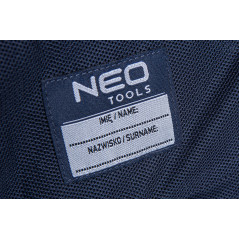 NEO
TOOLS
IMIĘ / NAME:
NAZWISKO / SURNAME: